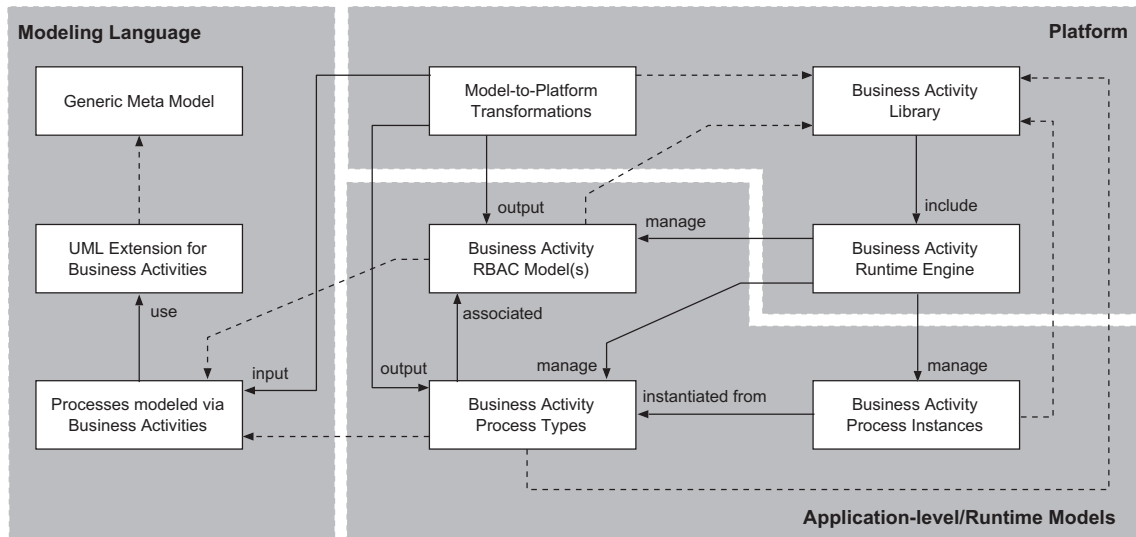 Modeling Language
Platform
Generic Meta Model
Model-to-Platform
Transformations
Business Activity
Library
output
include
UML Extension for
Business Activities
Business Activity
RBAC Model(s)
manage
Business Activity
Runtime Engine
use
associated
input
output
manage
manage
Processes modeled via
Business Activities
Business Activity
Process Types
instantiated from
Business Activity
Process Instances
Application-level/Runtime Models